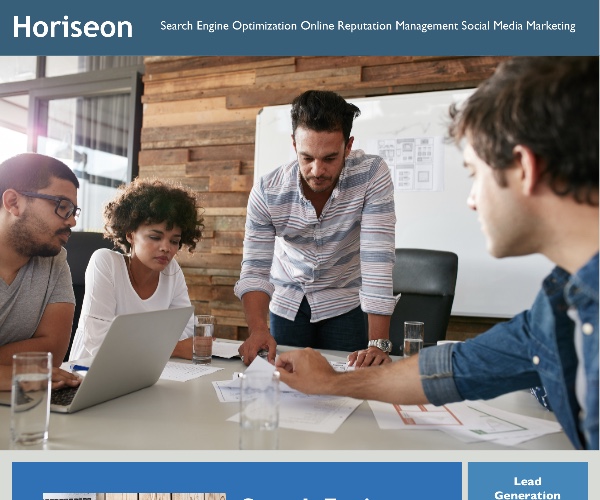 Horiseon
Search Engine Optimization Online Reputation Management Social Media Marketing
Lead
Generation